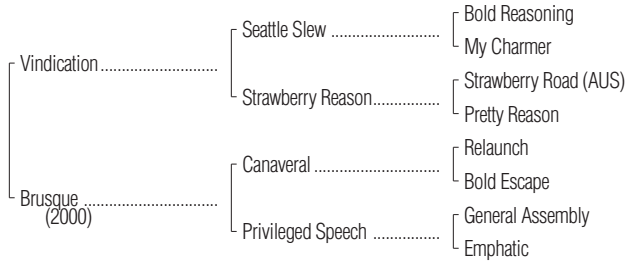 Bold Reasoning
Seattle Slew ........................
My Charmer
Vindication..........................
Strawberry Road (AUS)
Strawberry Reason...............
Pretty Reason
Relaunch
Canaveral ...........................
Bold Escape
Brusque .............................
(2000)
General Assembly
Privileged Speech ...............
Emphatic